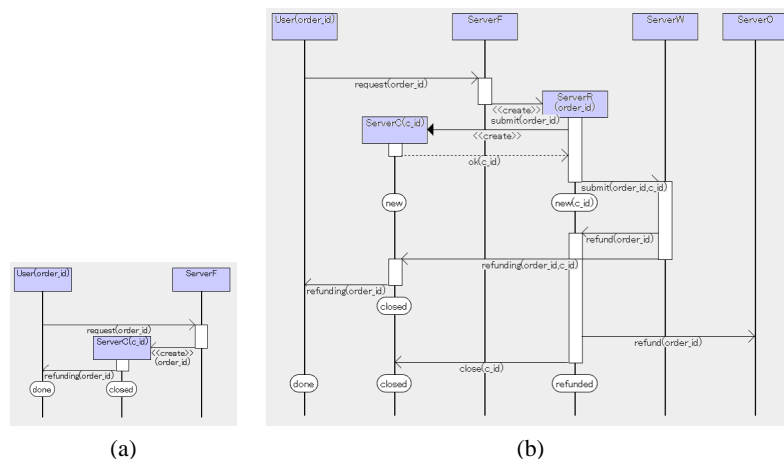 User(order_id)
ServerF
request(order_id)
ServerC(c_id)
<<create>>
(order_id)
refunding(order_id)
done
closed
(a)
User(order_id)
ServerF
ServerW
ServerO
request(order_id)
<<create>>
submit(order_id)
ServerR
(order_id)
ServerC(c_id)
<<create>>
ok(c_id)
submit(order_id,c_id)
new
new(c_id)
refund(order_id)
refunding(order_id,c_id)
refunding(order_id)
closed
refund(order_id)
close(c_id)
done
closed
refunded
(b)